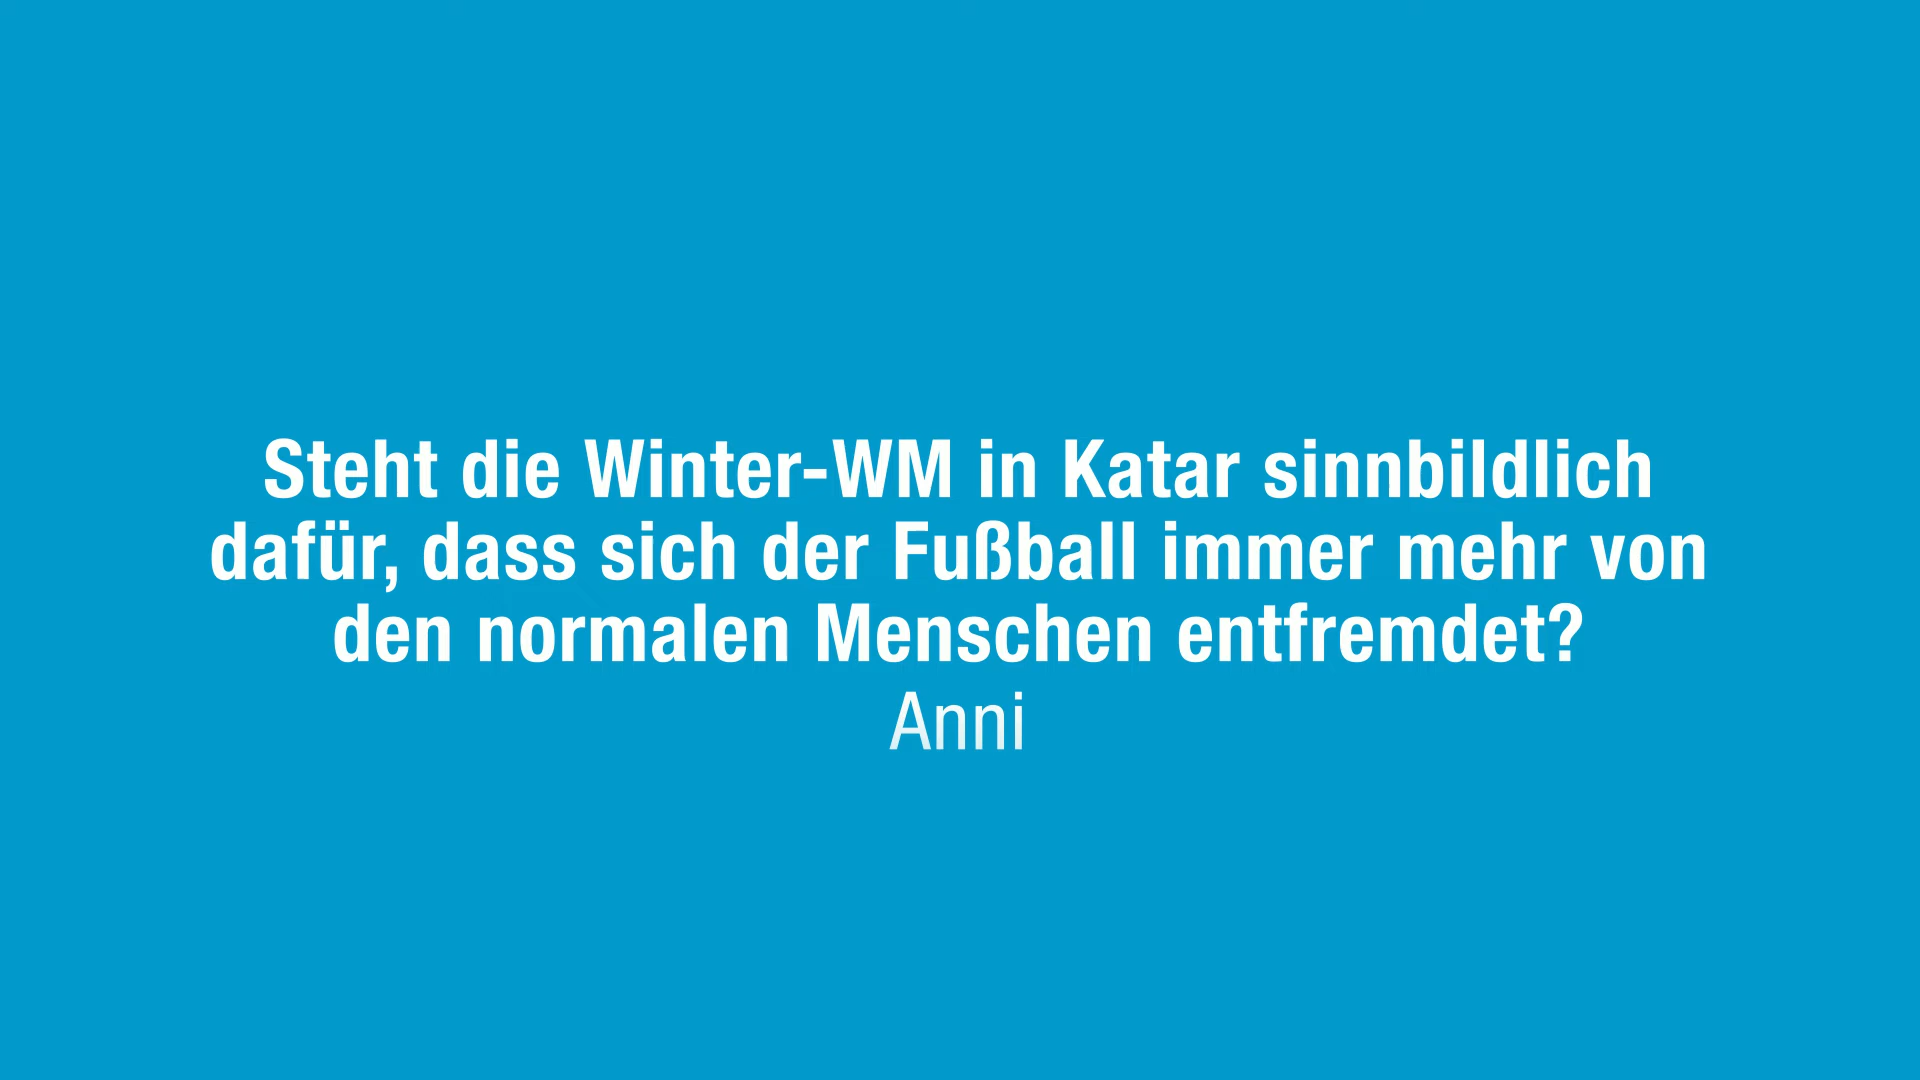 Steht die Winter-WM in Katar sinnbildlich
dafür, dass sich der Fußball immer mehr von
den normalen Menschen entfremdet?
Anni